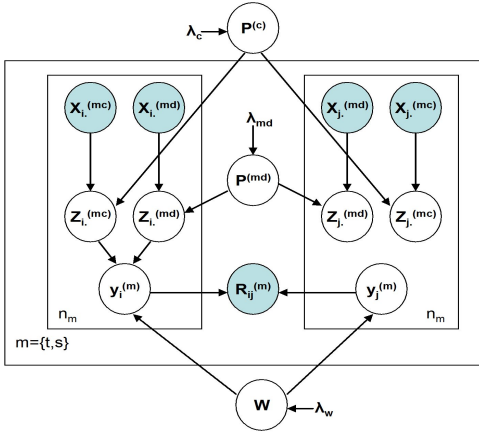 λc P(c)
Xi.(mc) Xi.(md) Xj.(md) Xj.(mc)
λmd
P(md)
Zi.(mc) Zi.(md) Zj.(md) Zj.(mc)
yi(m) Rij(m) yj(m)
nm nm
m={t,s}
W λw